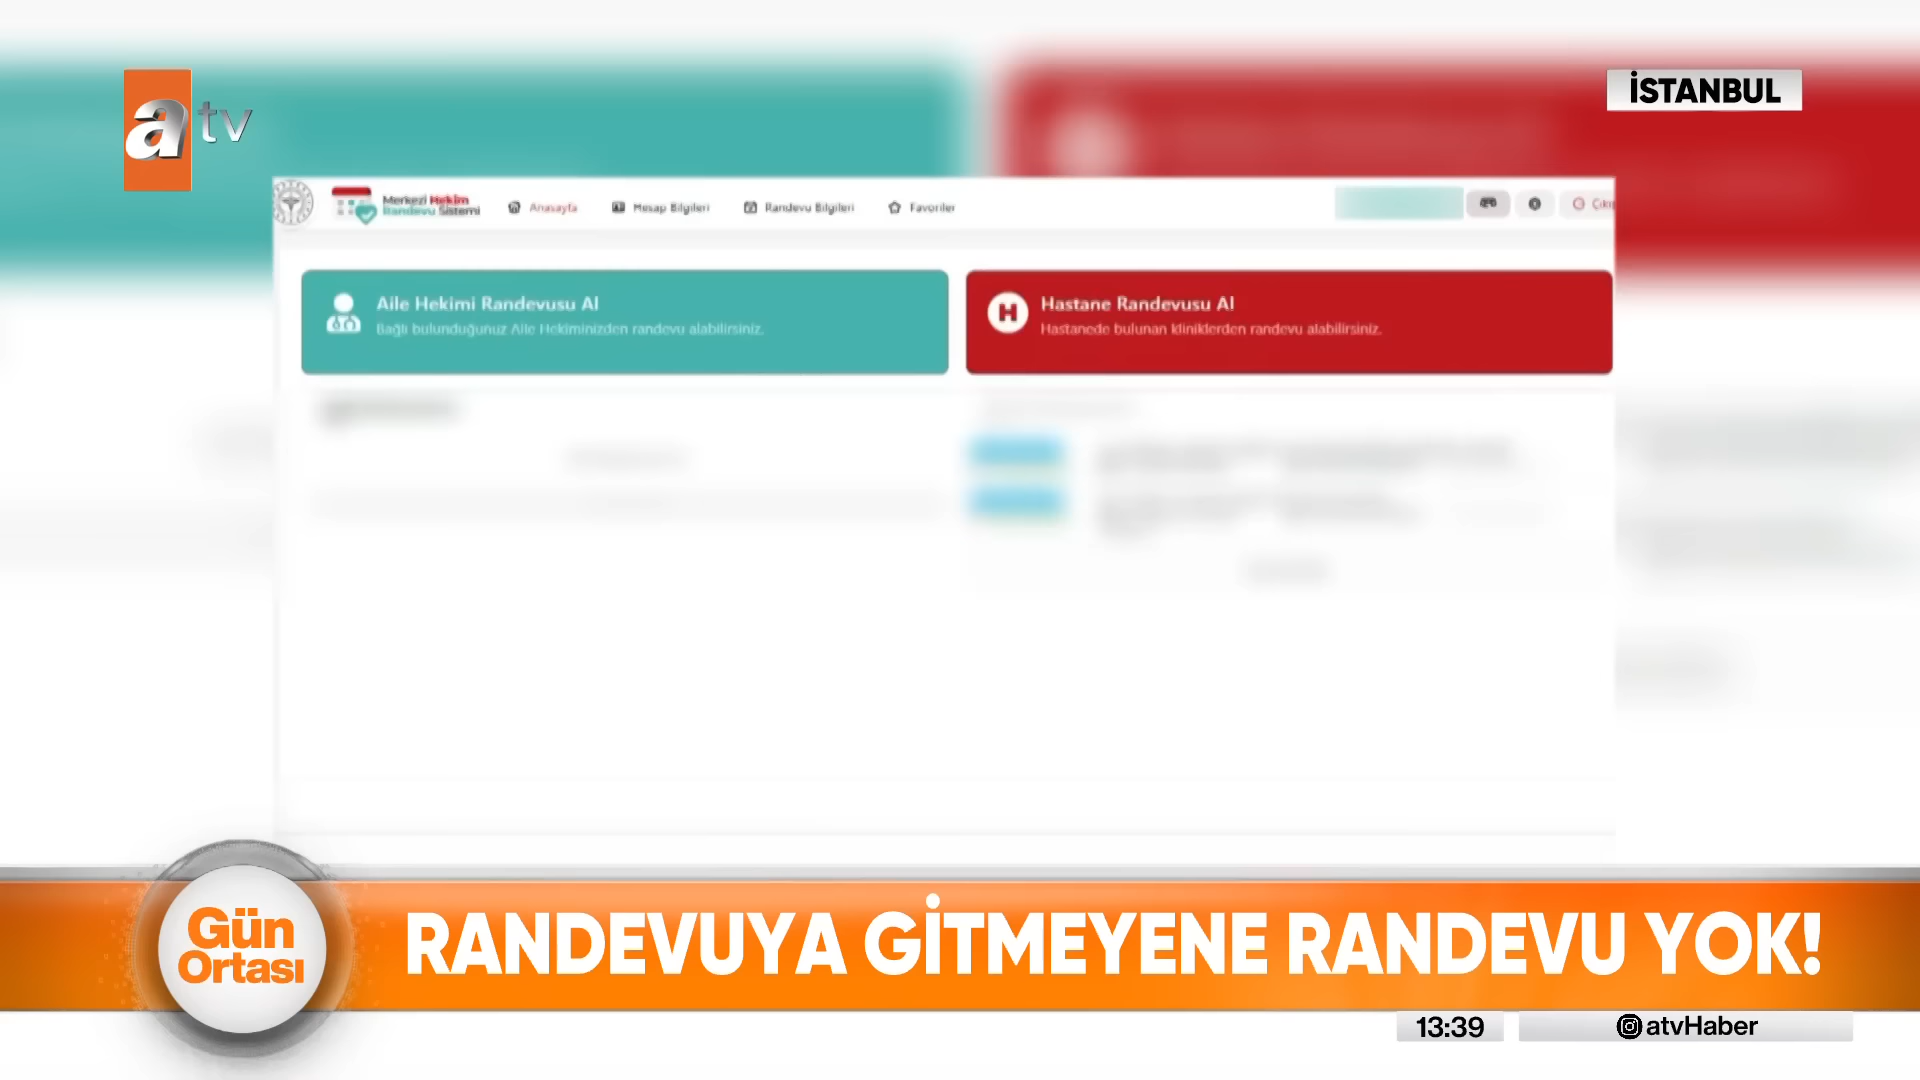 a tv
İSTANBUL
Merkezi Hekim
Randevu Sistemi
Anasayfa
Hesap Bilgileri
Randevu Bilgileri
Favoriler
Aile Hekimi Randevusu Al
Bağlı bulunduğunuz Aile Hekiminizden randevu alabilirsiniz.
H
Hastane Randevusu Al
Hastanede bulunan kliniklerden randevu alabilirsiniz.
Gün
Ortası
RANDEVUYA GİTMEYENE RANDEVU YOK!
13:39
atvHaber